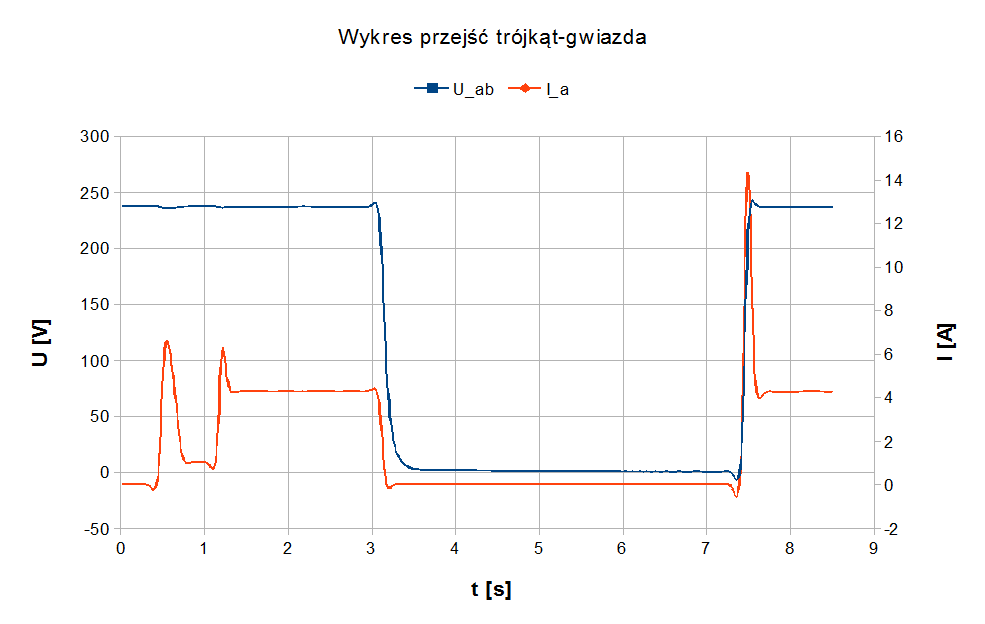 Wykres przejść trójkąt-gwiazda
U_ab I_a
300 16
250 14
200 12
150 10
100 8
50 6
0 4
-50 2
0
-2
0 1 2 3 4 5 6 7 8 9
U [V]
I [A]
t [s]